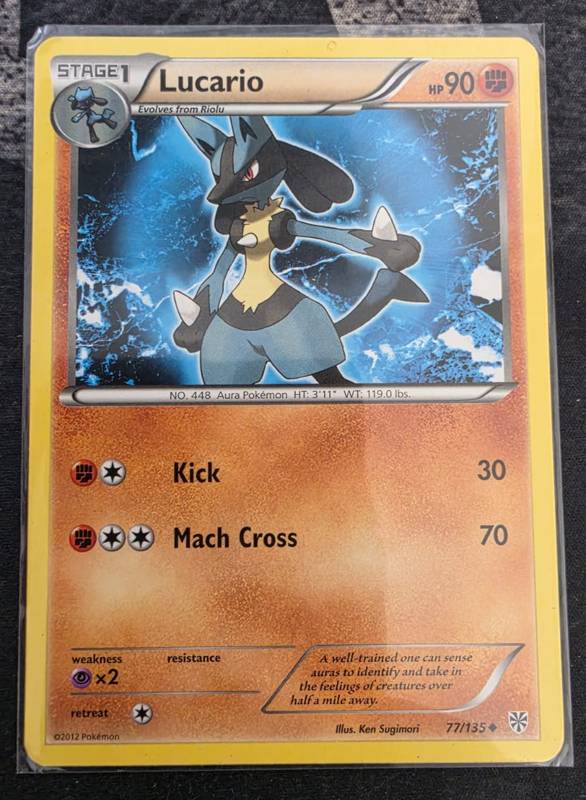 STAGE1
Lucario
HP 90
Evolves from Riolu
NO. 448 Aura Pokémon HT: 3'11" WT: 119.0 lbs.
Kick 30
Mach Cross 70
weakness resistance
×2
A well-trained one can sense
auras to identify and take in
the feelings of creatures over
half a mile away.
retreat
Illus. Ken Sugimori 77/135
©2012 Pokémon